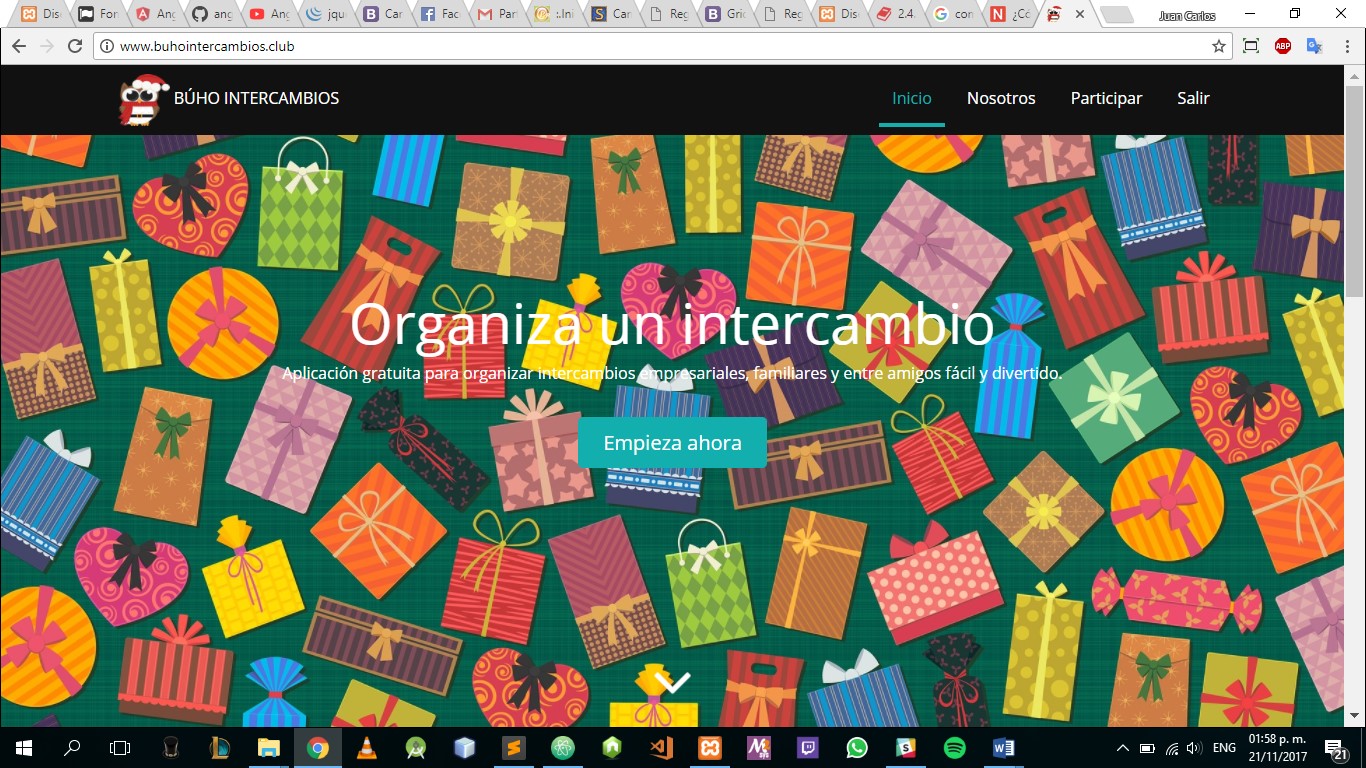 Dis
For
Ang
ang
Ang
jqu
Car
Fac
Par
:.Ini
Car
Reg
Gri
Reg
Dis
2.4.
con
¿Có
Juan Carlos
www.buhointercambios.club
ABP
BÚHO INTERCAMBIOS
Inicio
Nosotros
Participar
Salir
Organiza un intercambio
Aplicación gratuita para organizar intercambios empresariales, familiares y entre amigos fácil y divertido.
Empieza ahora
ENG
01:58 p. m.
21/11/2017
21